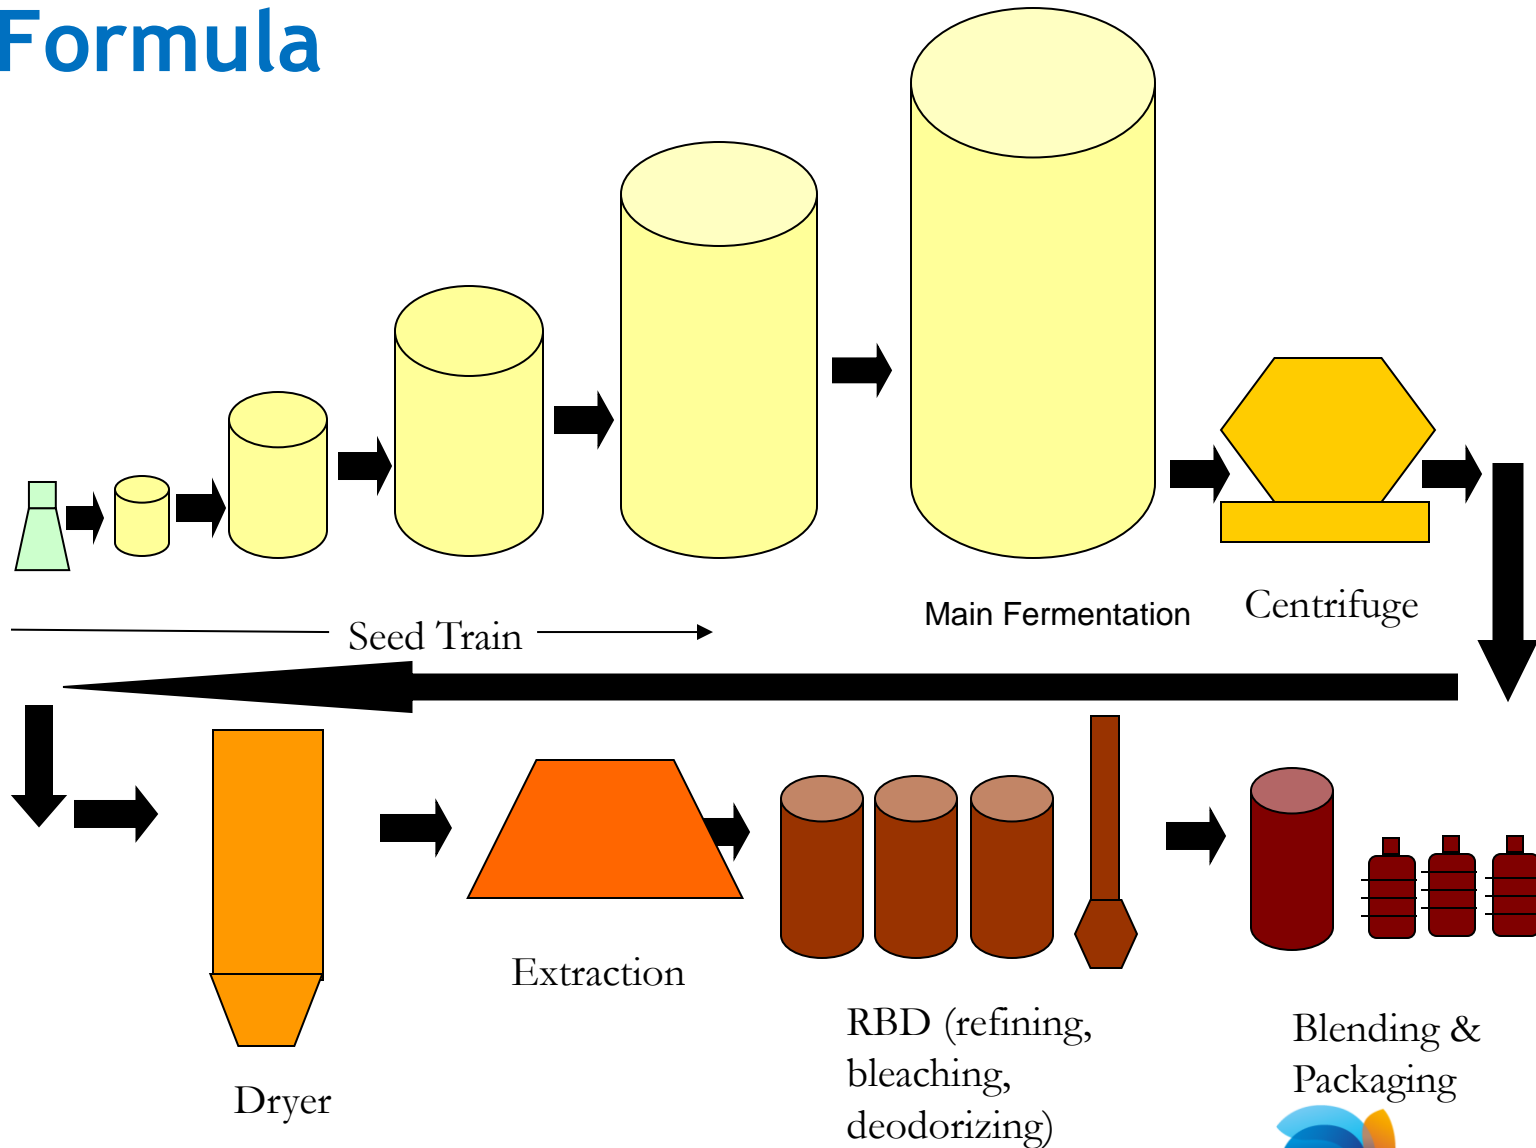 Formula
Main Fermentation
Centrifuge
Seed Train
Extraction
RBD (refining,
bleaching,
deodorizing)
Blending &
Packaging
Dryer